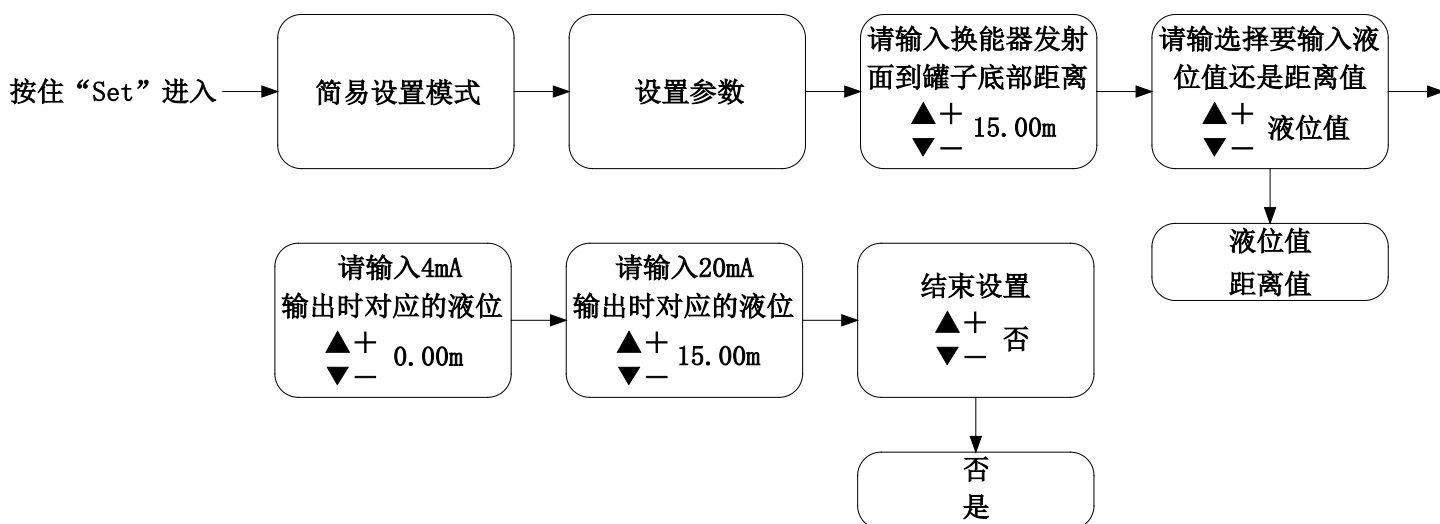 按住“Set”进入
简易设置模式
设置参数
请输入换能器发射
面到罐子底部距离
▲+
▼- 15.00m
请输选择要输入液
位值还是距离值
▲+
▼- 液位值
液位值
距离值
请输入4mA
输出时对应的液位
▲+
▼- 0.00m
请输入20mA
输出时对应的液位
▲+
▼- 15.00m
结束设置
▲+
▼- 否
否
是